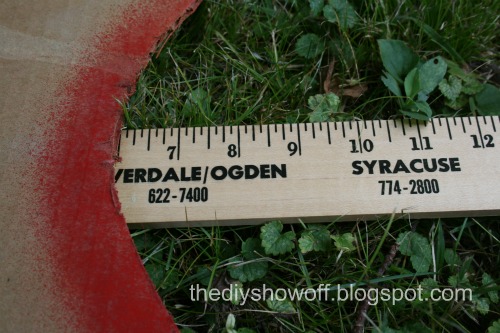 7 8 9 10 11 12
VERDALE/OGDEN SYRACUSE
622-7400 774-2800
thediyshowoff.blogspot.com